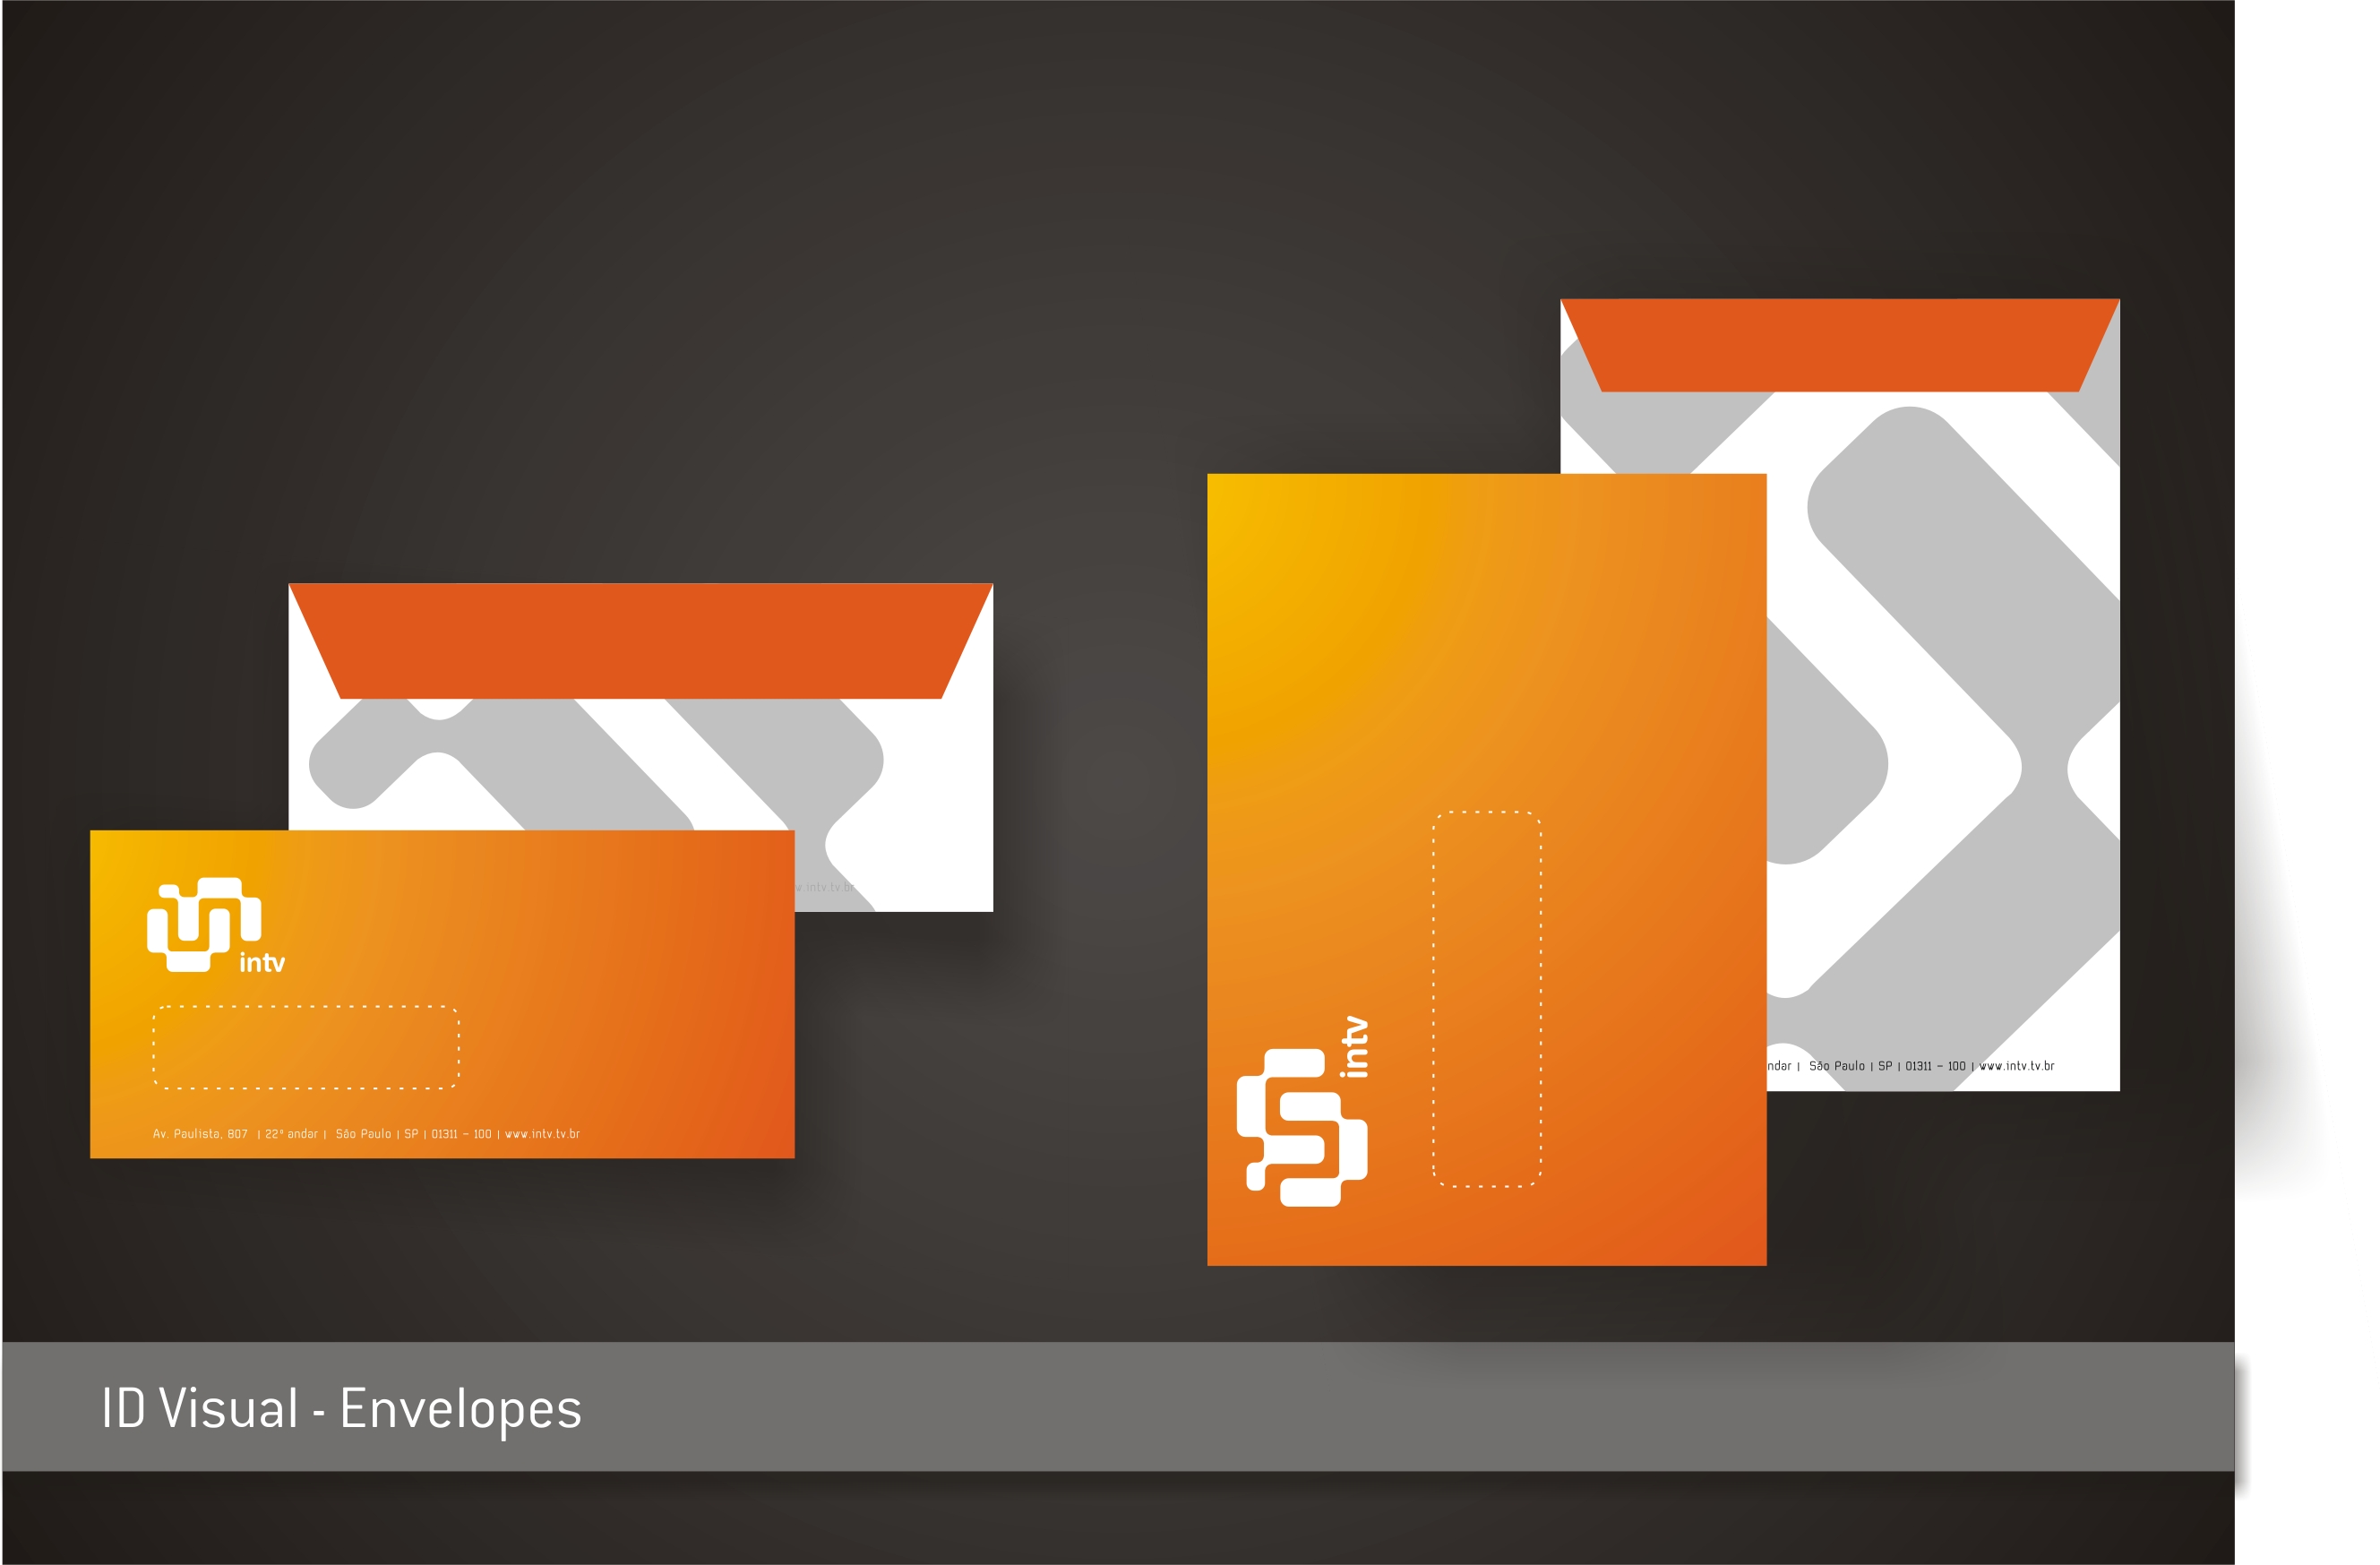 intv
Av. Paulista, 807 | 22º andar | São Paulo | SP | 01311 – 100 | www.intv.tv.br
w.intv.tv.br
intv
ndar | São Paulo | SP | 01311 – 100 | www.intv.tv.br
ID Visual - Envelopes